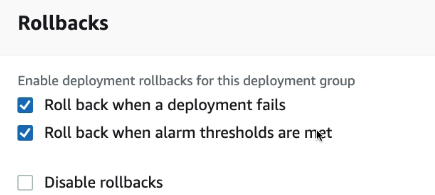 Rollbacks
Enable deployment rollbacks for this deployment group
Roll back when a deployment fails
Roll back when alarm thresholds are met
Disable rollbacks